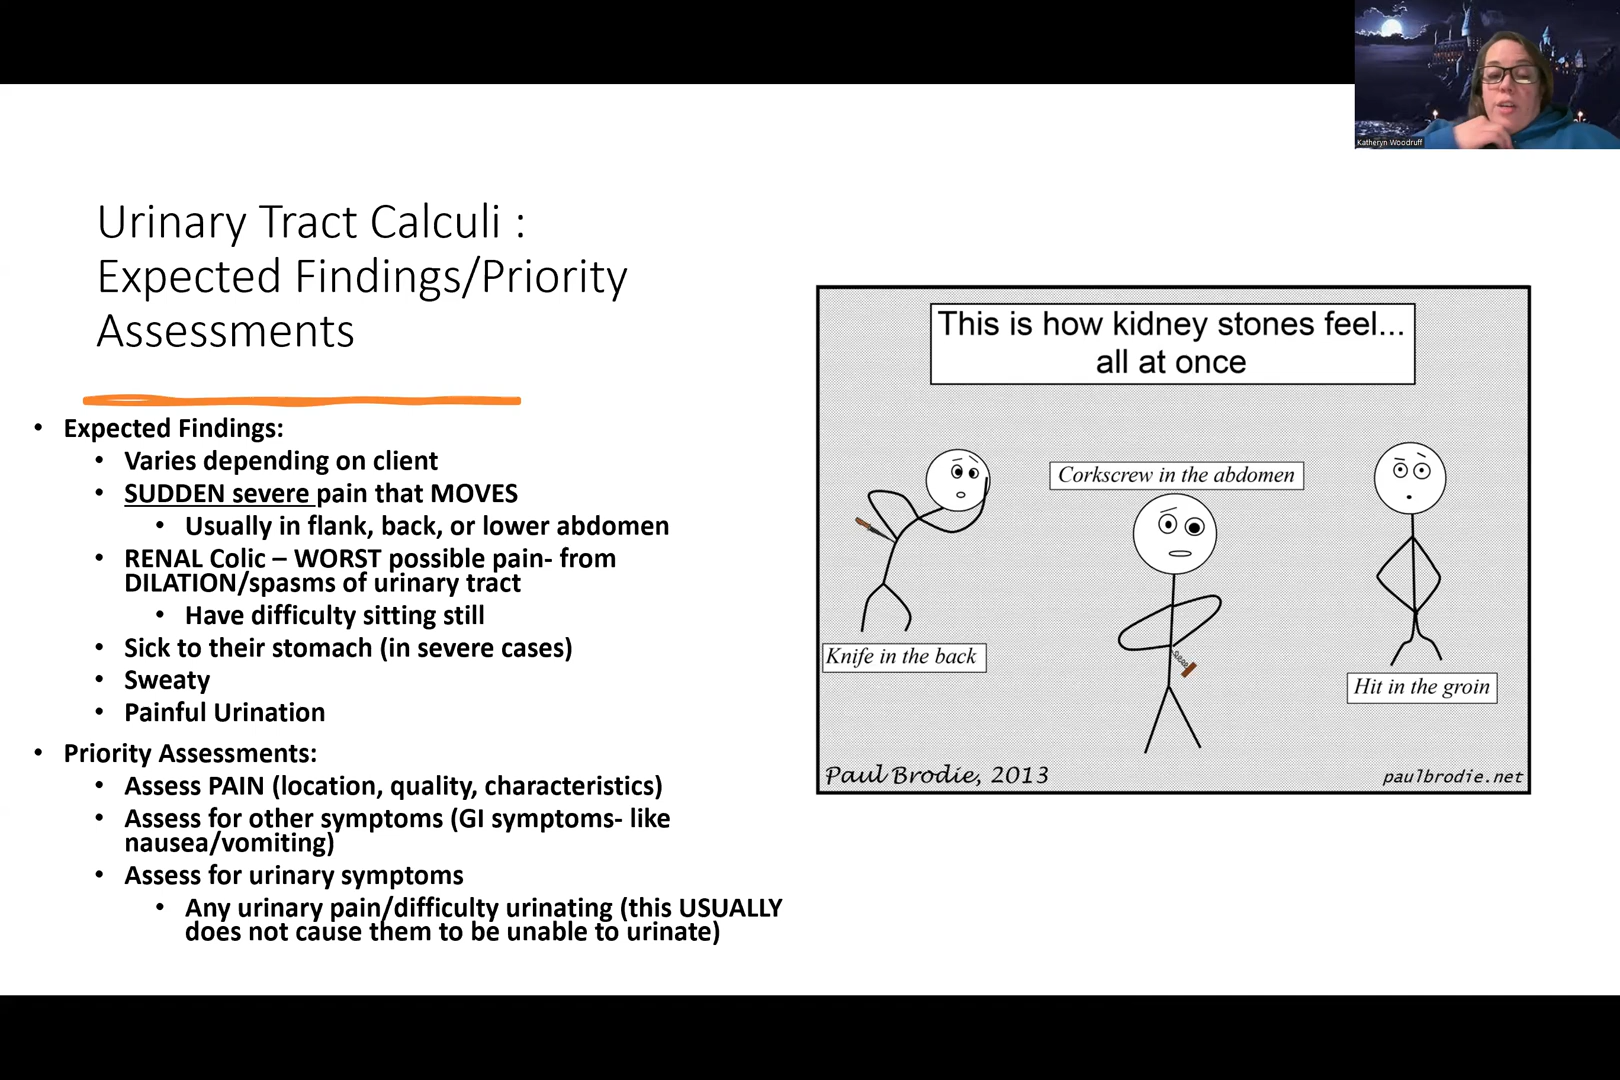 Katheryn Woodruff
Urinary Tract Calculi :
Expected Findings/Priority
Assessments
• Expected Findings:
• Varies depending on client
• SUDDEN severe pain that MOVES
• Usually in flank, back, or lower abdomen
• RENAL Colic – WORST possible pain- from
DILATION/spasms of urinary tract
• Have difficulty sitting still
• Sick to their stomach (in severe cases)
• Sweaty
• Painful Urination
• Priority Assessments:
• Assess PAIN (location, quality, characteristics)
• Assess for other symptoms (GI symptoms- like
nausea/vomiting)
• Assess for urinary symptoms
• Any urinary pain/difficulty urinating (this USUALLY
does not cause them to be unable to urinate)
This is how kidney stones feel...
all at once
Corkscrew in the abdomen
Knife in the back
Hit in the groin
Paul Brodie, 2013
paulbrodie.net